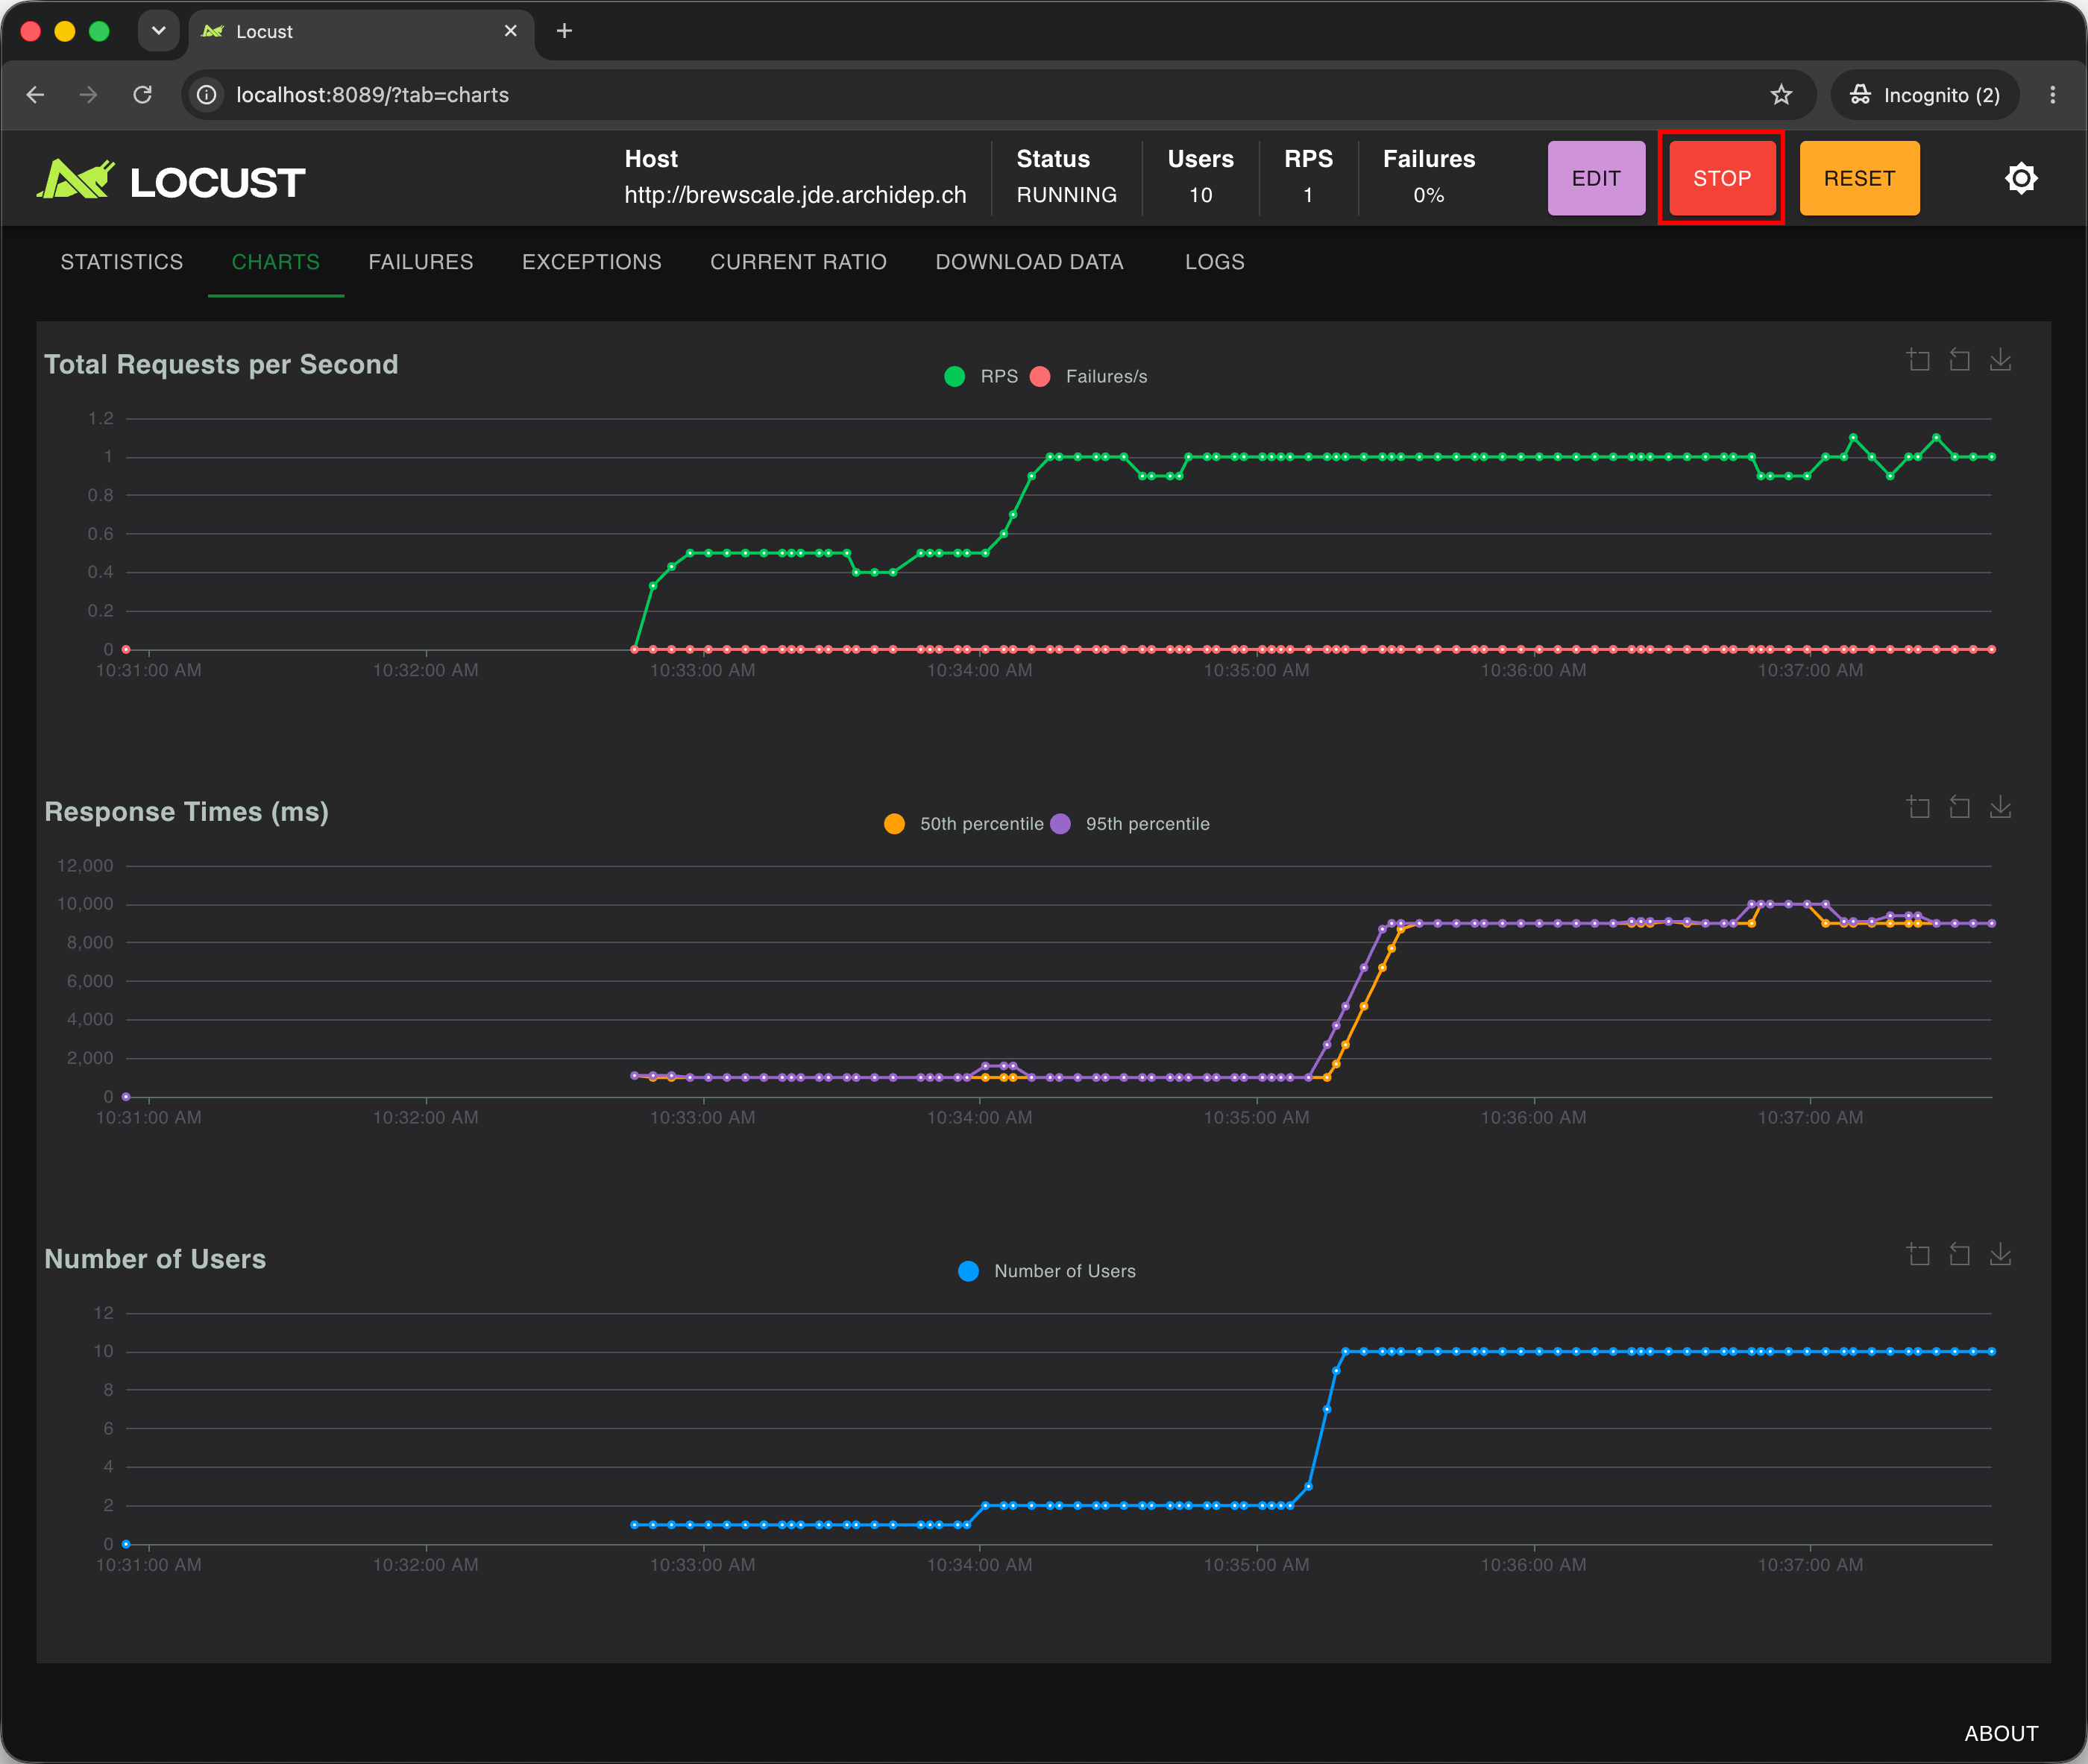 Locust
localhost:8089/?tab=charts
Incognito (2)
LOCUST
Host
http://brewscale.jde.archidep.ch
Status
RUNNING
Users
10
RPS
1
Failures
0%
EDIT
STOP
RESET
STATISTICS
CHARTS
FAILURES
EXCEPTIONS
CURRENT RATIO
DOWNLOAD DATA
LOGS
Total Requests per Second
RPS
Failures/s
1.2
1
0.8
0.6
0.4
0.2
0
10:31:00 AM
10:32:00 AM
10:33:00 AM
10:34:00 AM
10:35:00 AM
10:36:00 AM
10:37:00 AM
Response Times (ms)
50th percentile
95th percentile
12,000
10,000
8,000
6,000
4,000
2,000
0
10:31:00 AM
10:32:00 AM
10:33:00 AM
10:34:00 AM
10:35:00 AM
10:36:00 AM
10:37:00 AM
Number of Users
Number of Users
12
10
8
6
4
2
0
10:31:00 AM
10:32:00 AM
10:33:00 AM
10:34:00 AM
10:35:00 AM
10:36:00 AM
10:37:00 AM
ABOUT